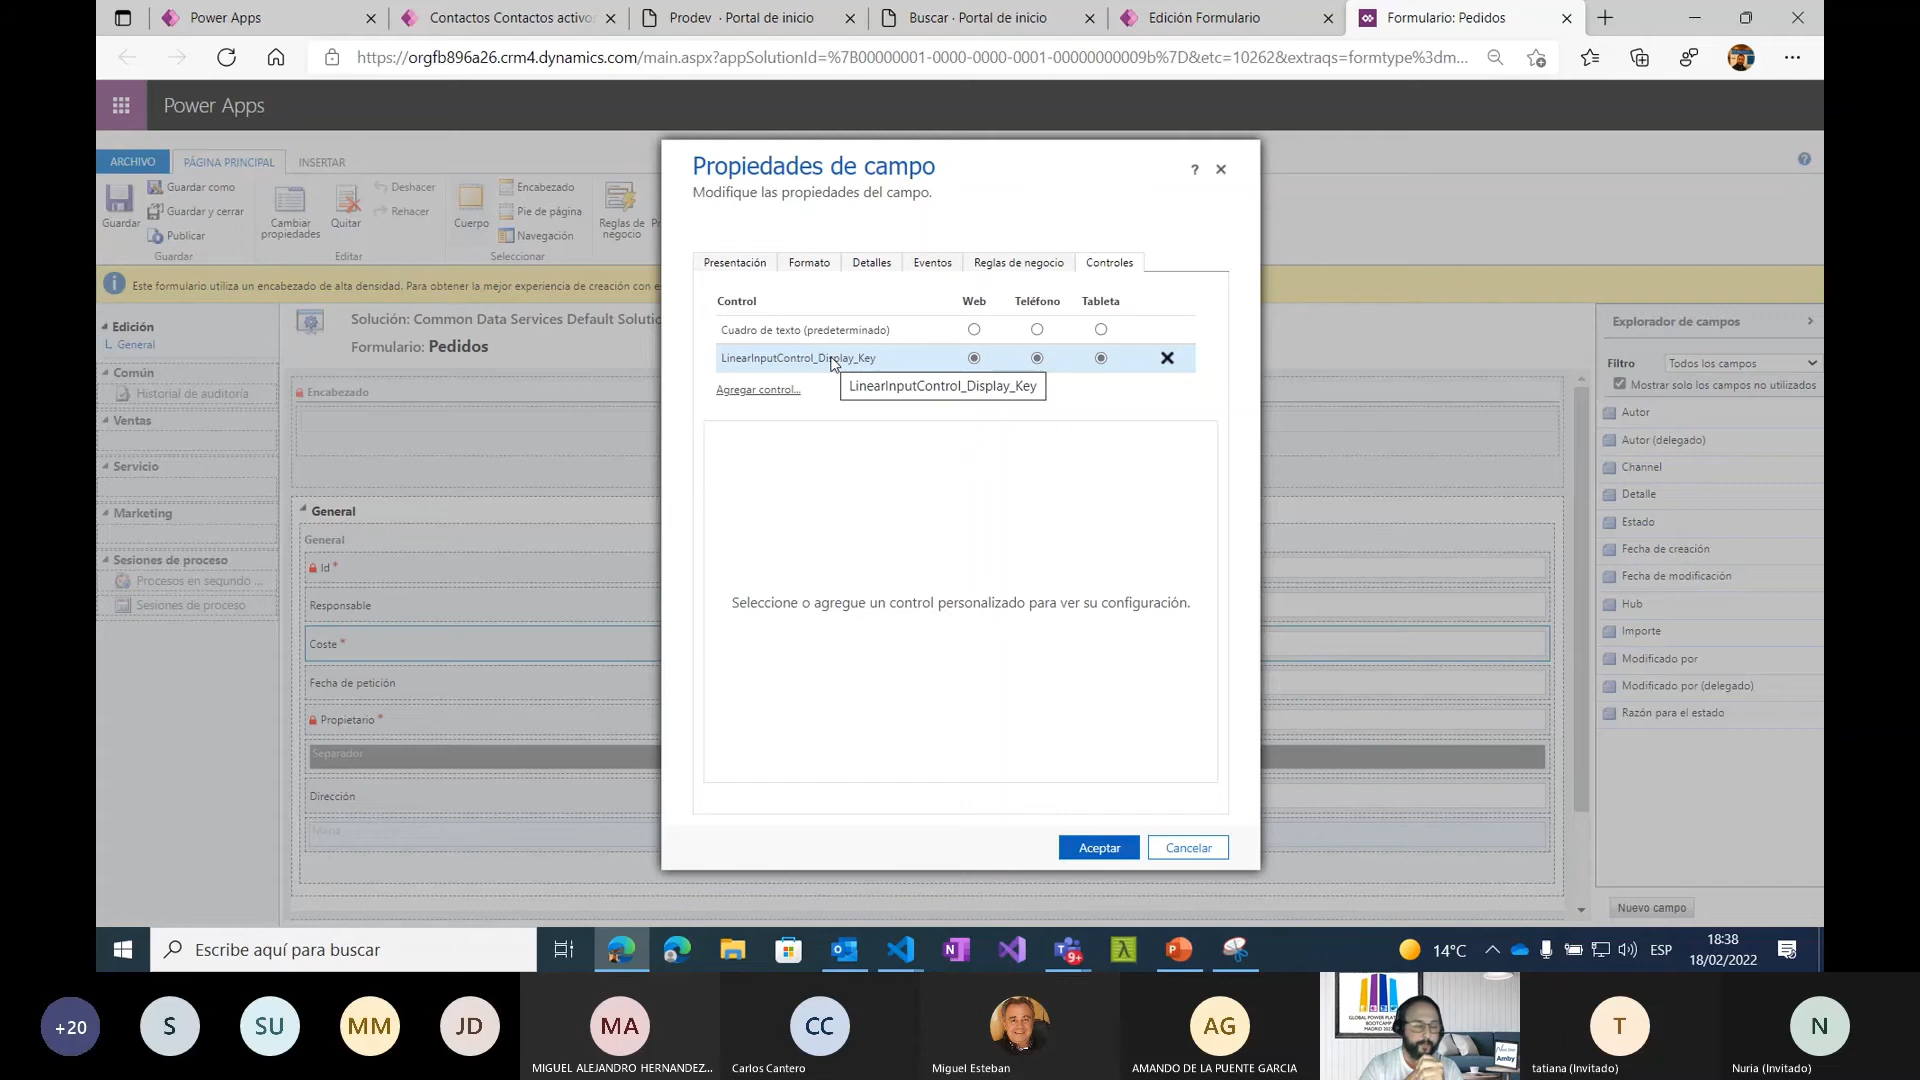 Power Apps
Contactos Contactos activo
Prodev · Portal de inicio
Buscar · Portal de inicio
Edición Formulario
Formulario: Pedidos
https://orgfb896a26.crm4.dynamics.com/main.aspx?appSolutionId=%7B00000001-0000-0000-0001-00000000009b%7D&etc=10262&extraqs=formtype%3dm...
Power Apps
ARCHIVO
PÁGINA PRINCIPAL
INSERTAR
Guardar
Guardar como
Guardar y cerrar
Publicar
Guardar
Cambiar propiedades
Quitar
Deshacer
Rehacer
Editar
Cuerpo
Encabezado
Pie de página
Navegación
Seleccionar
Reglas de negocio
Este formulario utiliza un encabezado de alta densidad. Para obtener la mejor experiencia de creación con e
Edición
General
Común
Historial de auditoría
Ventas
Servicio
Marketing
Sesiones de proceso
Procesos en segundo ...
Sesiones de proceso
Solución: Common Data Services Default Solutio
Formulario: Pedidos
Encabezado
General
General
Id *
Responsable
Coste *
Fecha de petición
Propietario *
Separador
Dirección
Mapa
Propiedades de campo
Modifique las propiedades del campo.
?
Presentación
Formato
Detalles
Eventos
Reglas de negocio
Controles
Control Web Teléfono Tableta
Cuadro de texto (predeterminado)
LinearInputControl_Display_Key
LinearInputControl_Display_Key
Agregar control...
Seleccione o agregue un control personalizado para ver su configuración.
Aceptar
Cancelar
Explorador de campos
Filtro Todos los campos
Mostrar solo los campos no utilizados
Autor
Autor (delegado)
Channel
Detalle
Estado
Fecha de creación
Fecha de modificación
Hub
Importe
Modificado por
Modificado por (delegado)
Razón para el estado
Nuevo campo
Escribe aquí para buscar
9+
14°C
ESP
18:38
18/02/2022
+20
S
SU
MM
JD
MA
MIGUEL ALEJANDRO HERNANDEZ...
CC
Carlos Cantero
Miguel Esteban
AG
AMANDO DE LA PUENTE GARCIA
GLOBAL POWER PLAT
BOOTCAMP
MADRID 202
Amby
T
tatiana (Invitado)
N
Nuria (Invitado)